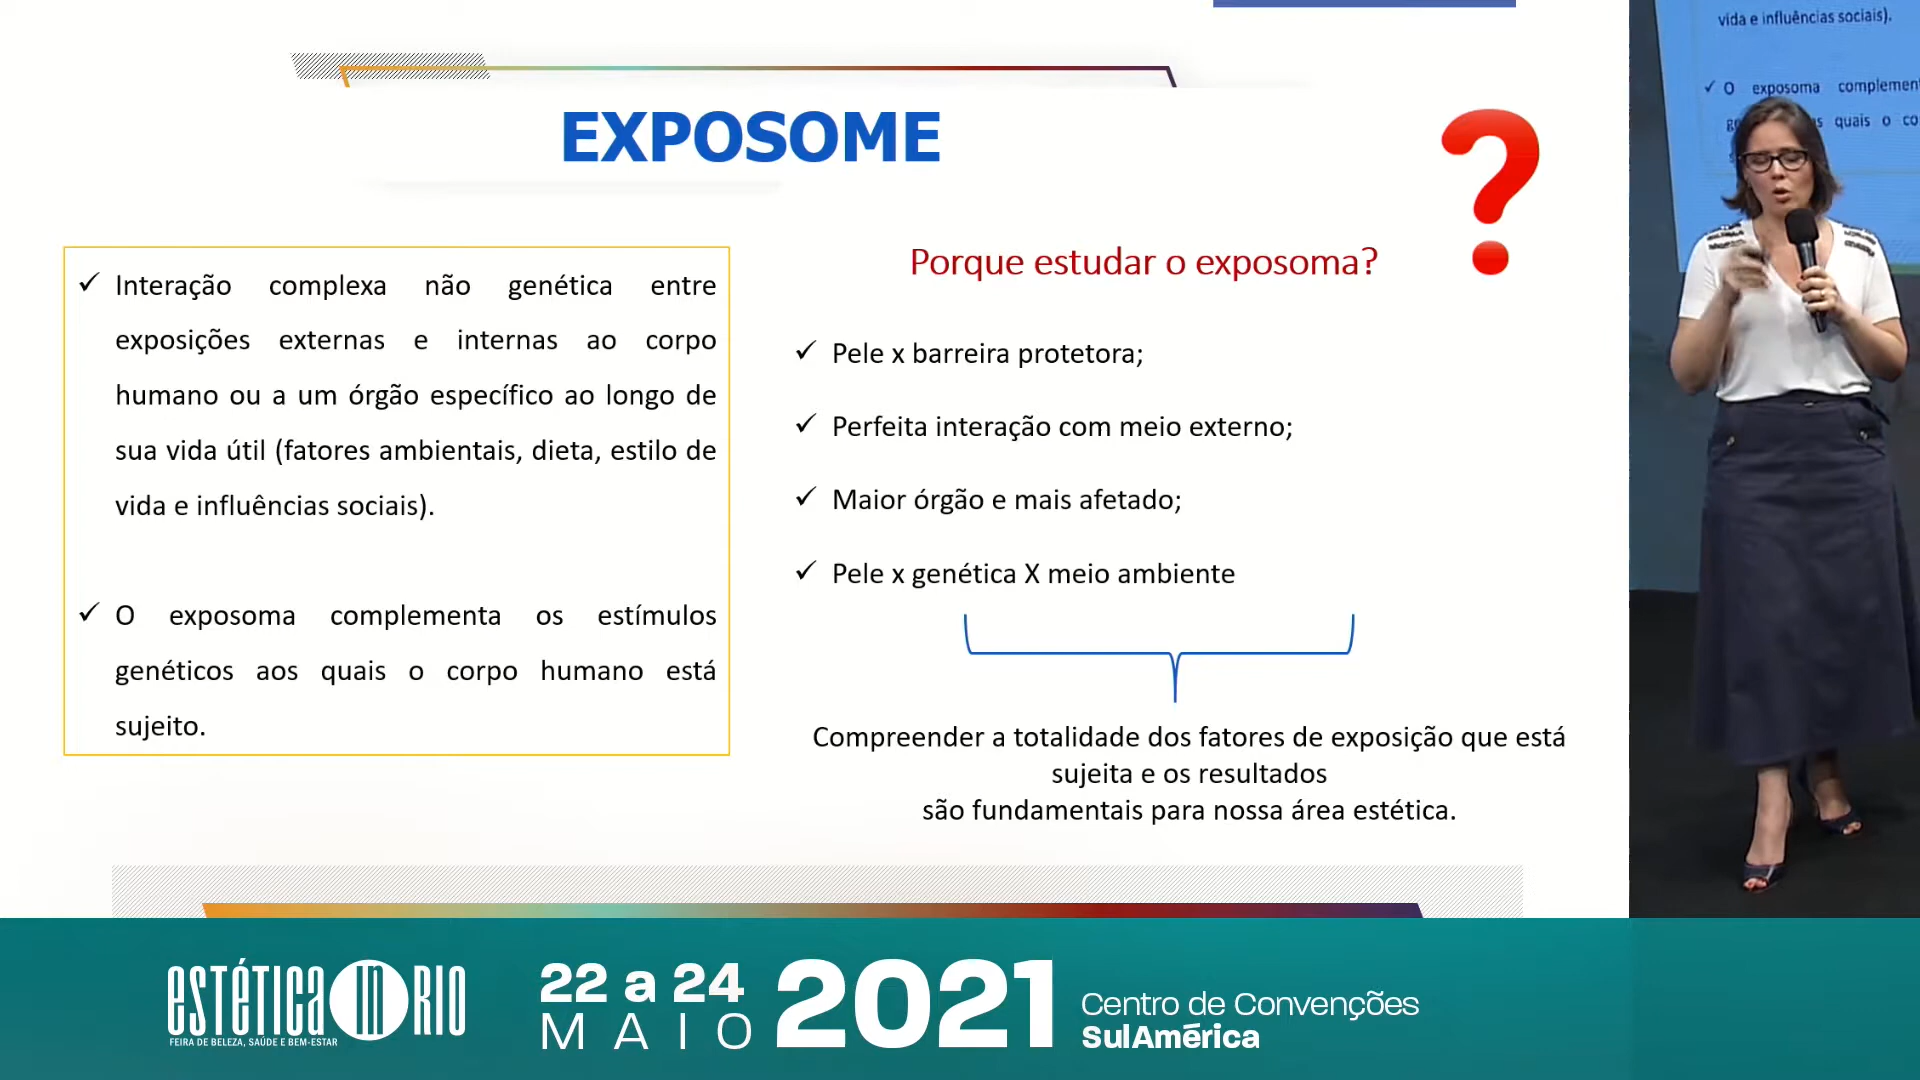 EXPOSOME
✓ Interação complexa não genética entre
exposições externas e internas ao corpo
humano ou a um órgão específico ao longo de
sua vida útil (fatores ambientais, dieta, estilo de
vida e influências sociais).
✓ O exposoma complementa os estímulos
genéticos aos quais o corpo humano está
sujeito.
Porque estudar o exposoma?
✓ Pele x barreira protetora;
✓ Perfeita interação com meio externo;
✓ Maior órgão e mais afetado;
✓ Pele x genética X meio ambiente
Compreender a totalidade dos fatores de exposição que está
sujeita e os resultados
são fundamentais para nossa área estética.
vida e influências sociais).
✓ O exposoma
quais o
estética in RIO
FEIRA DE BELEZA, SAÚDE E BEM-ESTAR
22 a 24
MAIO
2021
Centro de Convenções
SulAmérica